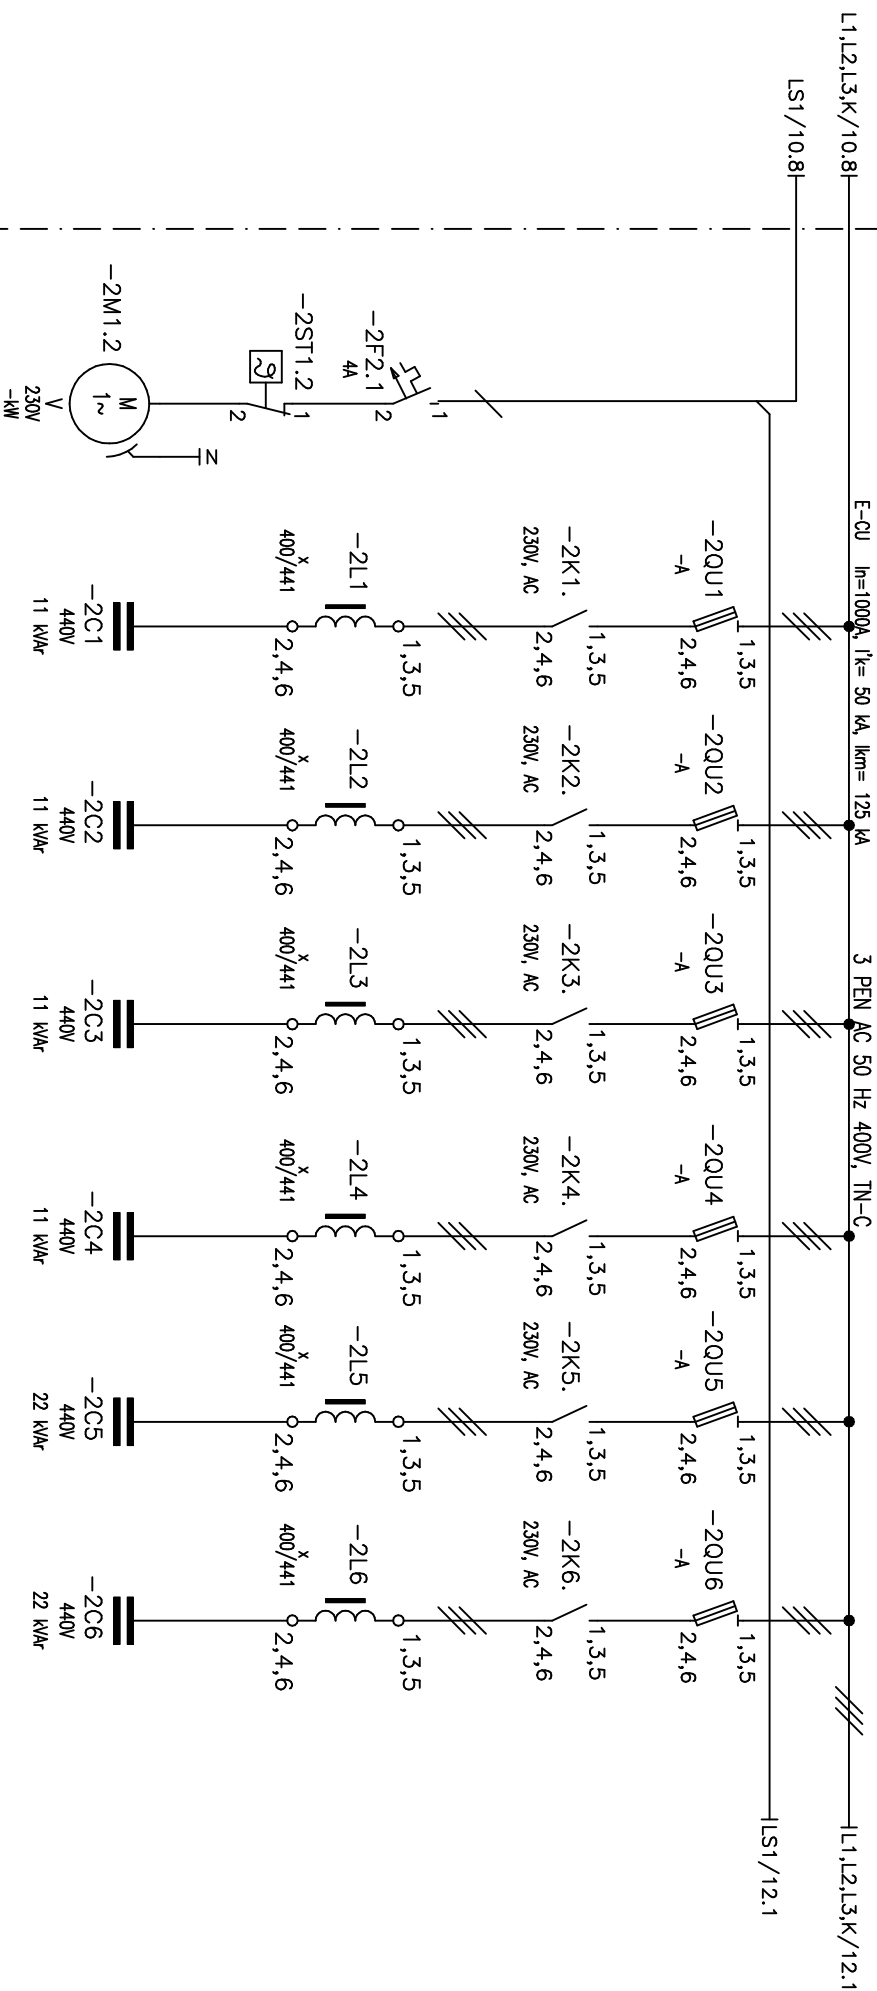 L1,L2,L3,K/10.8
LS1/10.8
E-CU In=1000A, I"k= 50 kA, Ikm= 125 kA
3 PEN AC 50 Hz 400V, TN-C
L1,L2,L3,K/12.1
LS1/12.1
-2F2.1
4A
1
2
-2ST1.2
1
2
-2M1.2
M
1~
230V
-kW
N
-2QU1
-A
1,3,5
2,4,6
-2K1.
230V, AC
1,3,5
2,4,6
-2L1
x
400/441
1,3,5
2,4,6
-2C1
440V
11 kVAr
-2QU2
-A
1,3,5
2,4,6
-2K2.
230V, AC
1,3,5
2,4,6
-2L2
x
400/441
1,3,5
2,4,6
-2C2
440V
11 kVAr
-2QU3
-A
1,3,5
2,4,6
-2K3.
230V, AC
1,3,5
2,4,6
-2L3
x
400/441
1,3,5
2,4,6
-2C3
440V
11 kVAr
-2QU4
-A
1,3,5
2,4,6
-2K4.
230V, AC
1,3,5
2,4,6
-2L4
x
400/441
1,3,5
2,4,6
-2C4
440V
11 kVAr
-2QU5
-A
1,3,5
2,4,6
-2K5.
230V, AC
1,3,5
2,4,6
-2L5
x
400/441
1,3,5
2,4,6
-2C5
440V
22 kVAr
-2QU6
-A
1,3,5
2,4,6
-2K6.
230V, AC
1,3,5
2,4,6
-2L6
x
400/441
1,3,5
2,4,6
-2C6
440V
22 kVAr